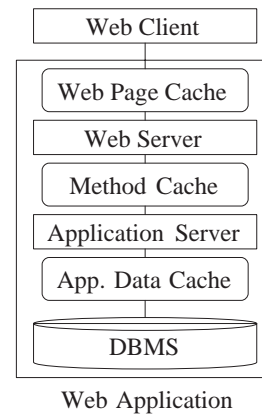 Web Client
Web Page Cache
Web Server
Method Cache
Application Server
App. Data Cache
DBMS
Web Application